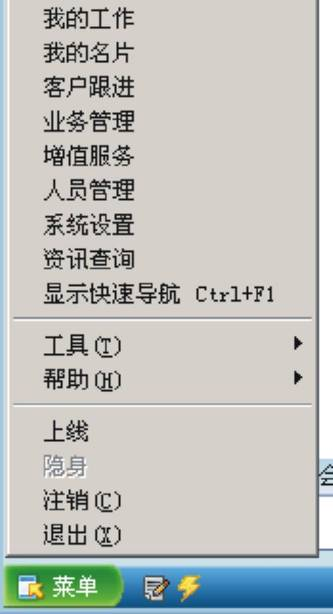 我的工作
我的名片
客户跟进
业务管理
增值服务
人员管理
系统设置
资讯查询
显示快速导航 Ctrl+F1
工具(T)
帮助(H)
上线
隐身
会
注销(C)
退出(X)
菜单